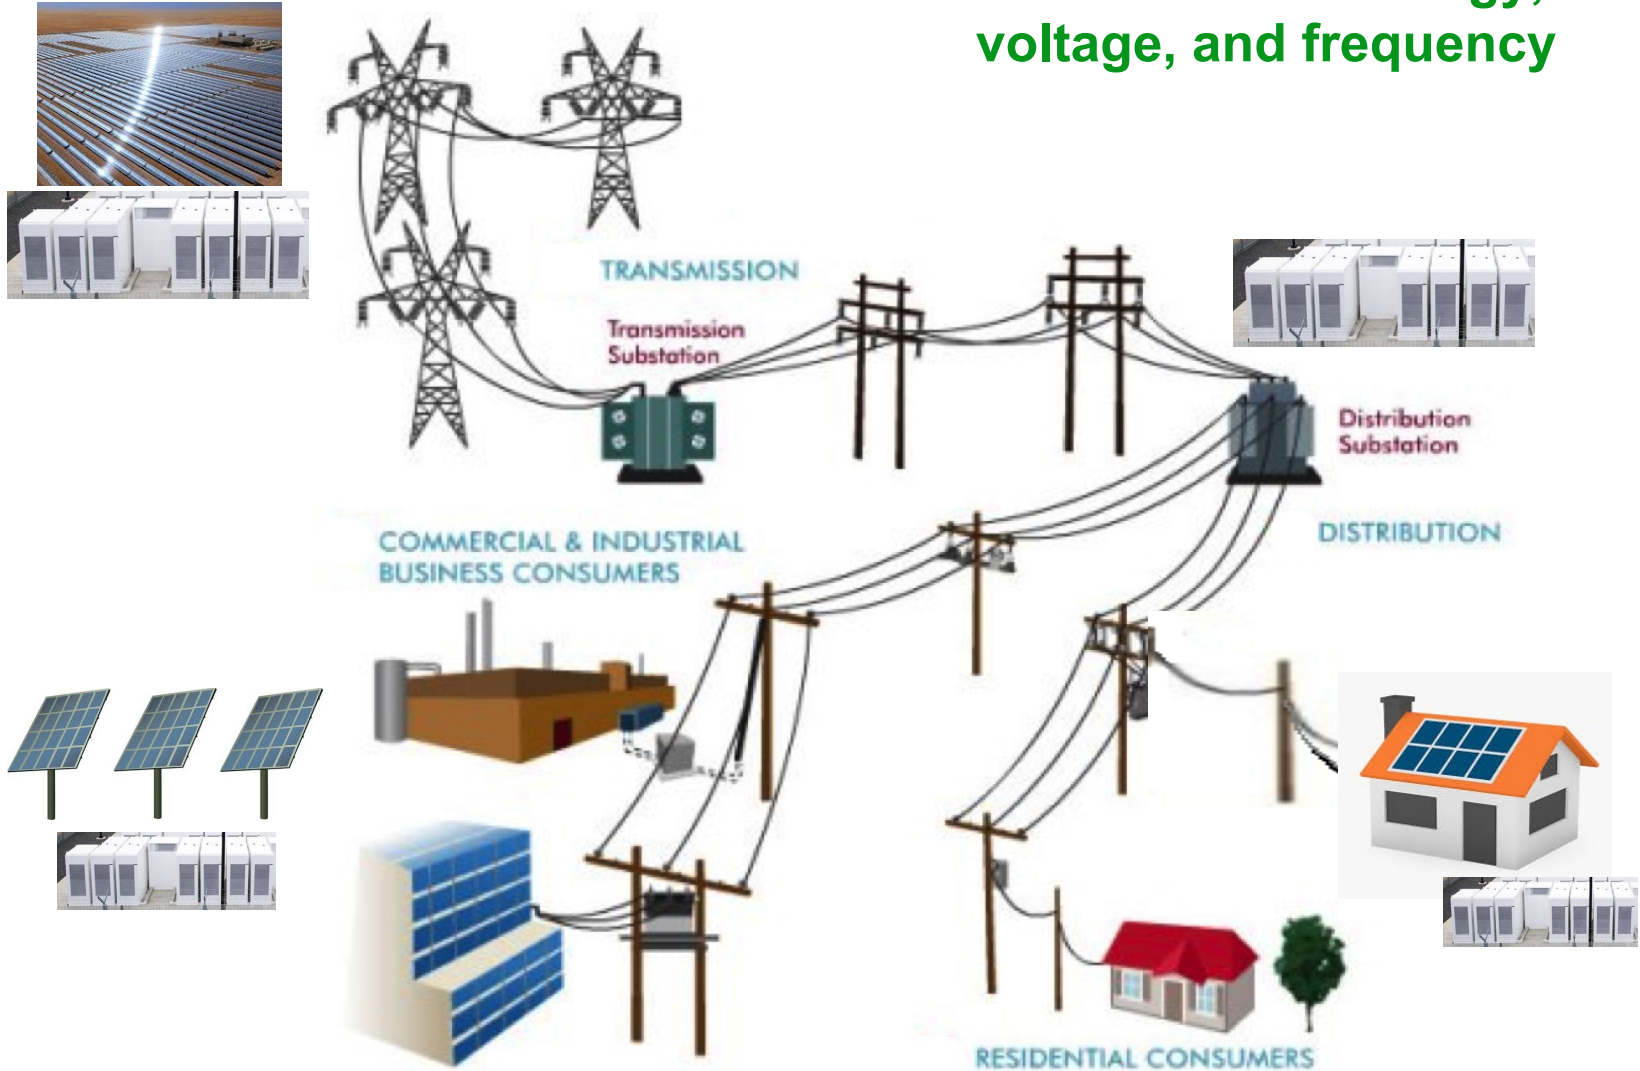 voltage, and frequency
TRANSMISSION
Transmission
Substation
Distribution
Substation
COMMERCIAL & INDUSTRIAL
BUSINESS CONSUMERS
DISTRIBUTION
RESIDENTIAL CONSUMERS